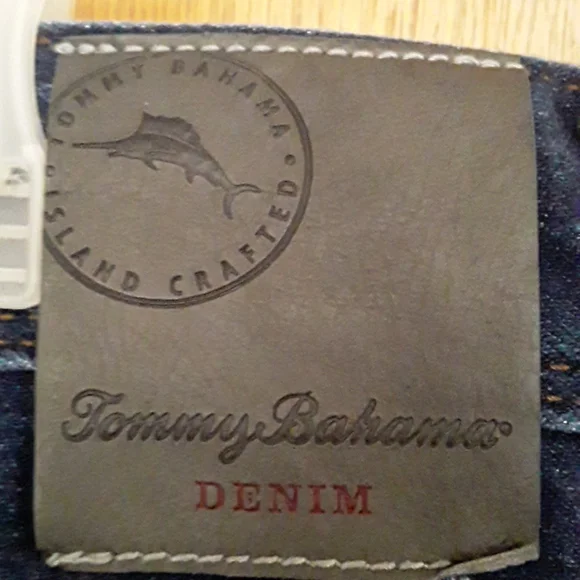 TOMMY BAHAMA
ISLAND CRAFTED
Tommy Bahama
DENIM